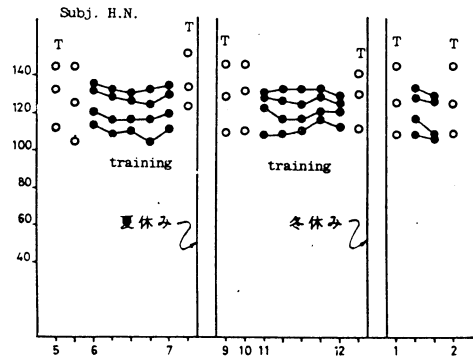 Subj. H.N.
T T T T T T
140
120
100
80
60
40
training training
夏休み 冬休み
5 6 7 9 10 11 12 1 2